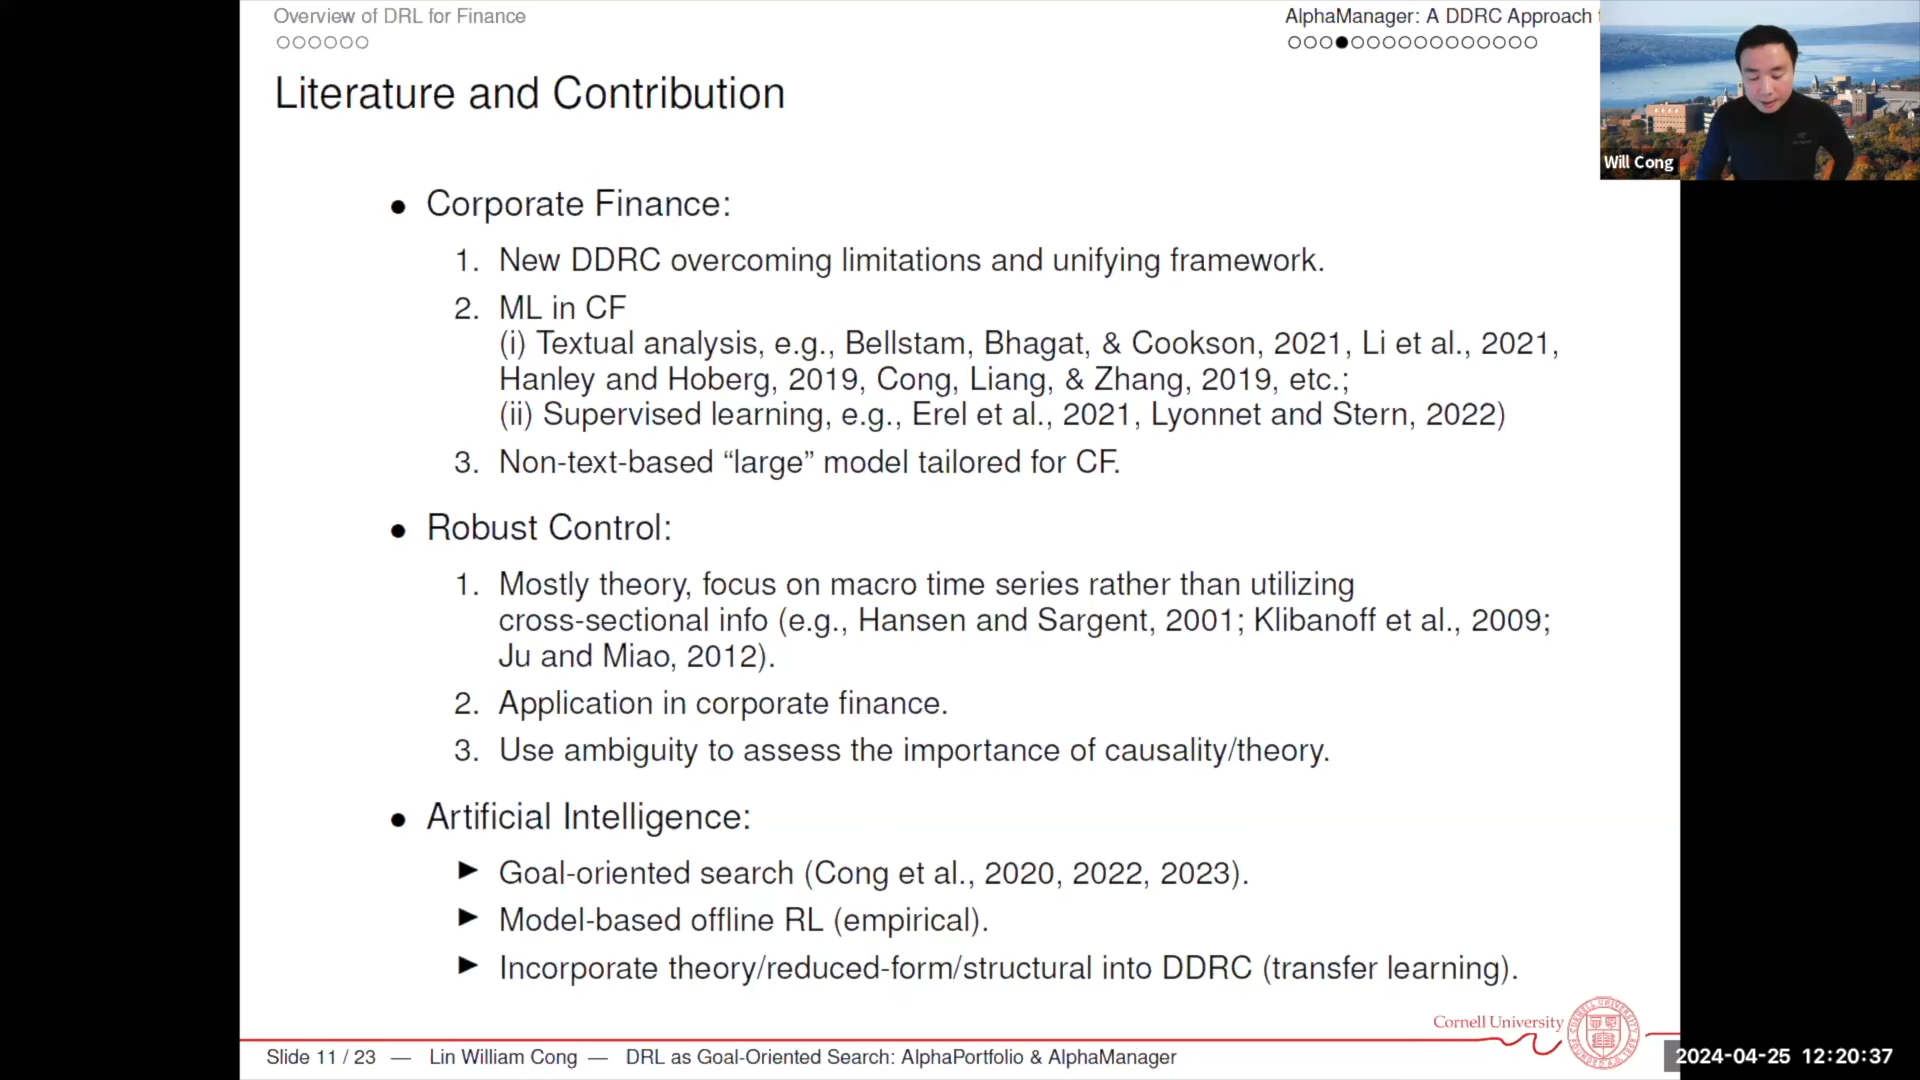 Overview of DRL for Finance
AlphaManager: A DDRC Approach
Will Cong
Literature and Contribution
• Corporate Finance:
1. New DDRC overcoming limitations and unifying framework.
2. ML in CF
(i) Textual analysis, e.g., Bellstam, Bhagat, & Cookson, 2021, Li et al., 2021,
Hanley and Hoberg, 2019, Cong, Liang, & Zhang, 2019, etc.;
(ii) Supervised learning, e.g., Erel et al., 2021, Lyonnet and Stern, 2022)
3. Non-text-based “large” model tailored for CF.
• Robust Control:
1. Mostly theory, focus on macro time series rather than utilizing
cross-sectional info (e.g., Hansen and Sargent, 2001; Klibanoff et al., 2009;
Ju and Miao, 2012).
2. Application in corporate finance.
3. Use ambiguity to assess the importance of causality/theory.
• Artificial Intelligence:
▶ Goal-oriented search (Cong et al., 2020, 2022, 2023).
▶ Model-based offline RL (empirical).
▶ Incorporate theory/reduced-form/structural into DDRC (transfer learning).
Cornell University
Slide 11 / 23 — Lin William Cong — DRL as Goal-Oriented Search: AlphaPortfolio & AlphaManager
2024-04-25 12:20:37